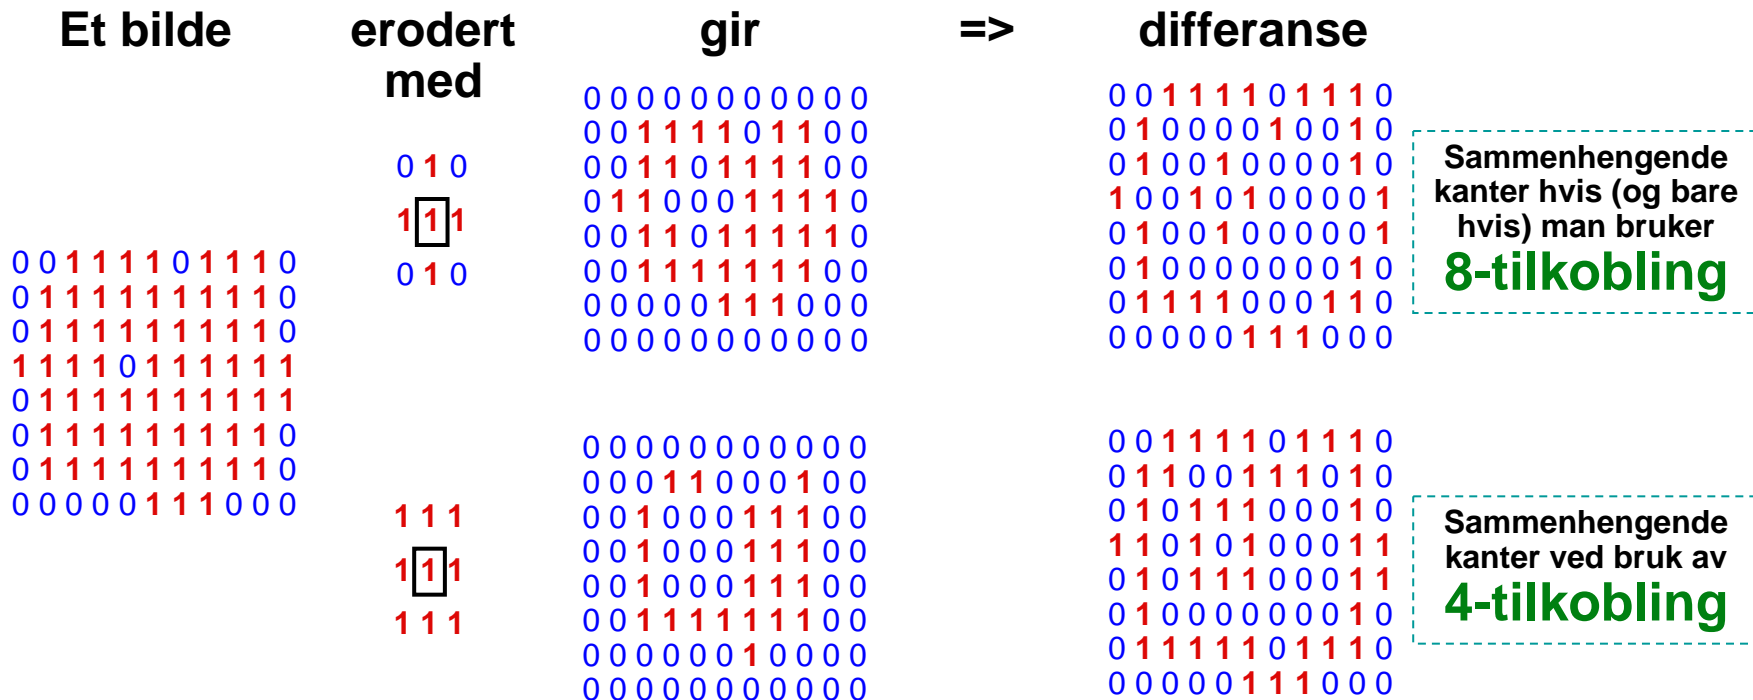 Et bilde
erodert
med
gir
=>
differanse
0 0 1 1 1 1 0 1 1 1 0
0 1 1 1 1 1 1 1 1 1 0
0 1 1 1 1 1 1 1 1 1 0
1 1 1 1 0 1 1 1 1 1 1
0 1 1 1 1 1 1 1 1 1 1
0 1 1 1 1 1 1 1 1 1 0
0 1 1 1 1 1 1 1 1 1 0
0 0 0 0 0 1 1 1 0 0 0
0 1 0
1 1 1
0 1 0
0 0 0 0 0 0 0 0 0 0 0
0 0 1 1 1 1 0 1 1 0 0
0 0 1 1 0 1 1 1 1 0 0
0 1 1 0 0 0 1 1 1 1 0
0 0 1 1 0 1 1 1 1 1 0
0 0 1 1 1 1 1 1 1 0 0
0 0 0 0 0 1 1 1 0 0 0
0 0 0 0 0 0 0 0 0 0 0
0 0 1 1 1 1 0 1 1 1 0
0 1 0 0 0 0 1 0 0 1 0
0 1 0 0 1 0 0 0 0 1 0
1 0 0 1 0 1 0 0 0 0 1
0 1 0 0 1 0 0 0 0 0 1
0 1 0 0 0 0 0 0 0 1 0
0 1 1 1 1 0 0 0 1 1 0
0 0 0 0 0 1 1 1 0 0 0
Sammenhengende
kanter hvis (og bare
hvis) man bruker
8-tilkobling
1 1 1
1 1 1
1 1 1
0 0 0 0 0 0 0 0 0 0 0
0 0 0 1 1 0 0 0 1 0 0
0 0 1 0 0 0 1 1 1 0 0
0 0 1 0 0 0 1 1 1 0 0
0 0 1 0 0 0 1 1 1 0 0
0 0 1 1 1 1 1 1 1 0 0
0 0 0 0 0 0 1 0 0 0 0
0 0 0 0 0 0 0 0 0 0 0
0 0 1 1 1 1 0 1 1 1 0
0 1 1 0 0 1 1 1 0 1 0
0 1 0 1 1 1 0 0 0 1 0
1 1 0 1 0 1 0 0 0 1 1
0 1 0 1 1 1 0 0 0 1 1
0 1 0 0 0 0 0 0 0 1 0
0 1 1 1 1 1 0 1 1 1 0
0 0 0 0 0 1 1 1 0 0 0
Sammenhengende
kanter ved bruk av
4-tilkobling